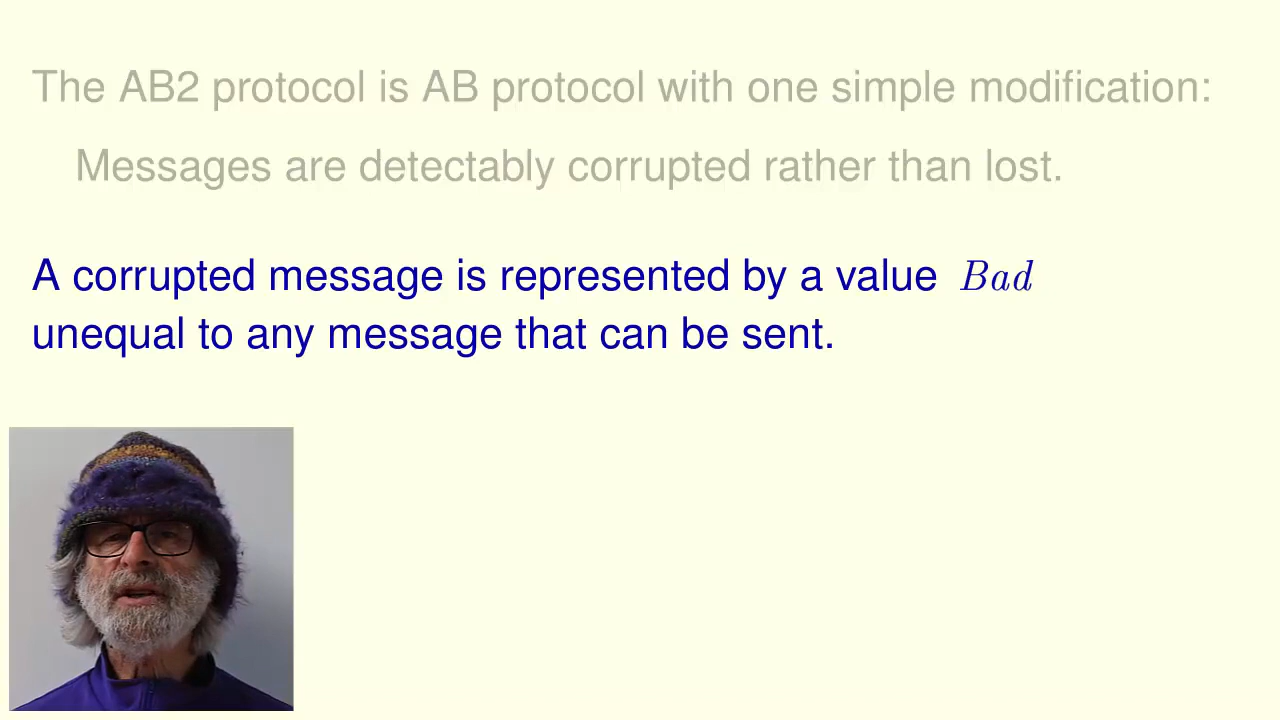 The AB2 protocol is AB protocol with one simple modification:
Messages are detectably corrupted rather than lost.
A corrupted message is represented by a value Bad
unequal to any message that can be sent.